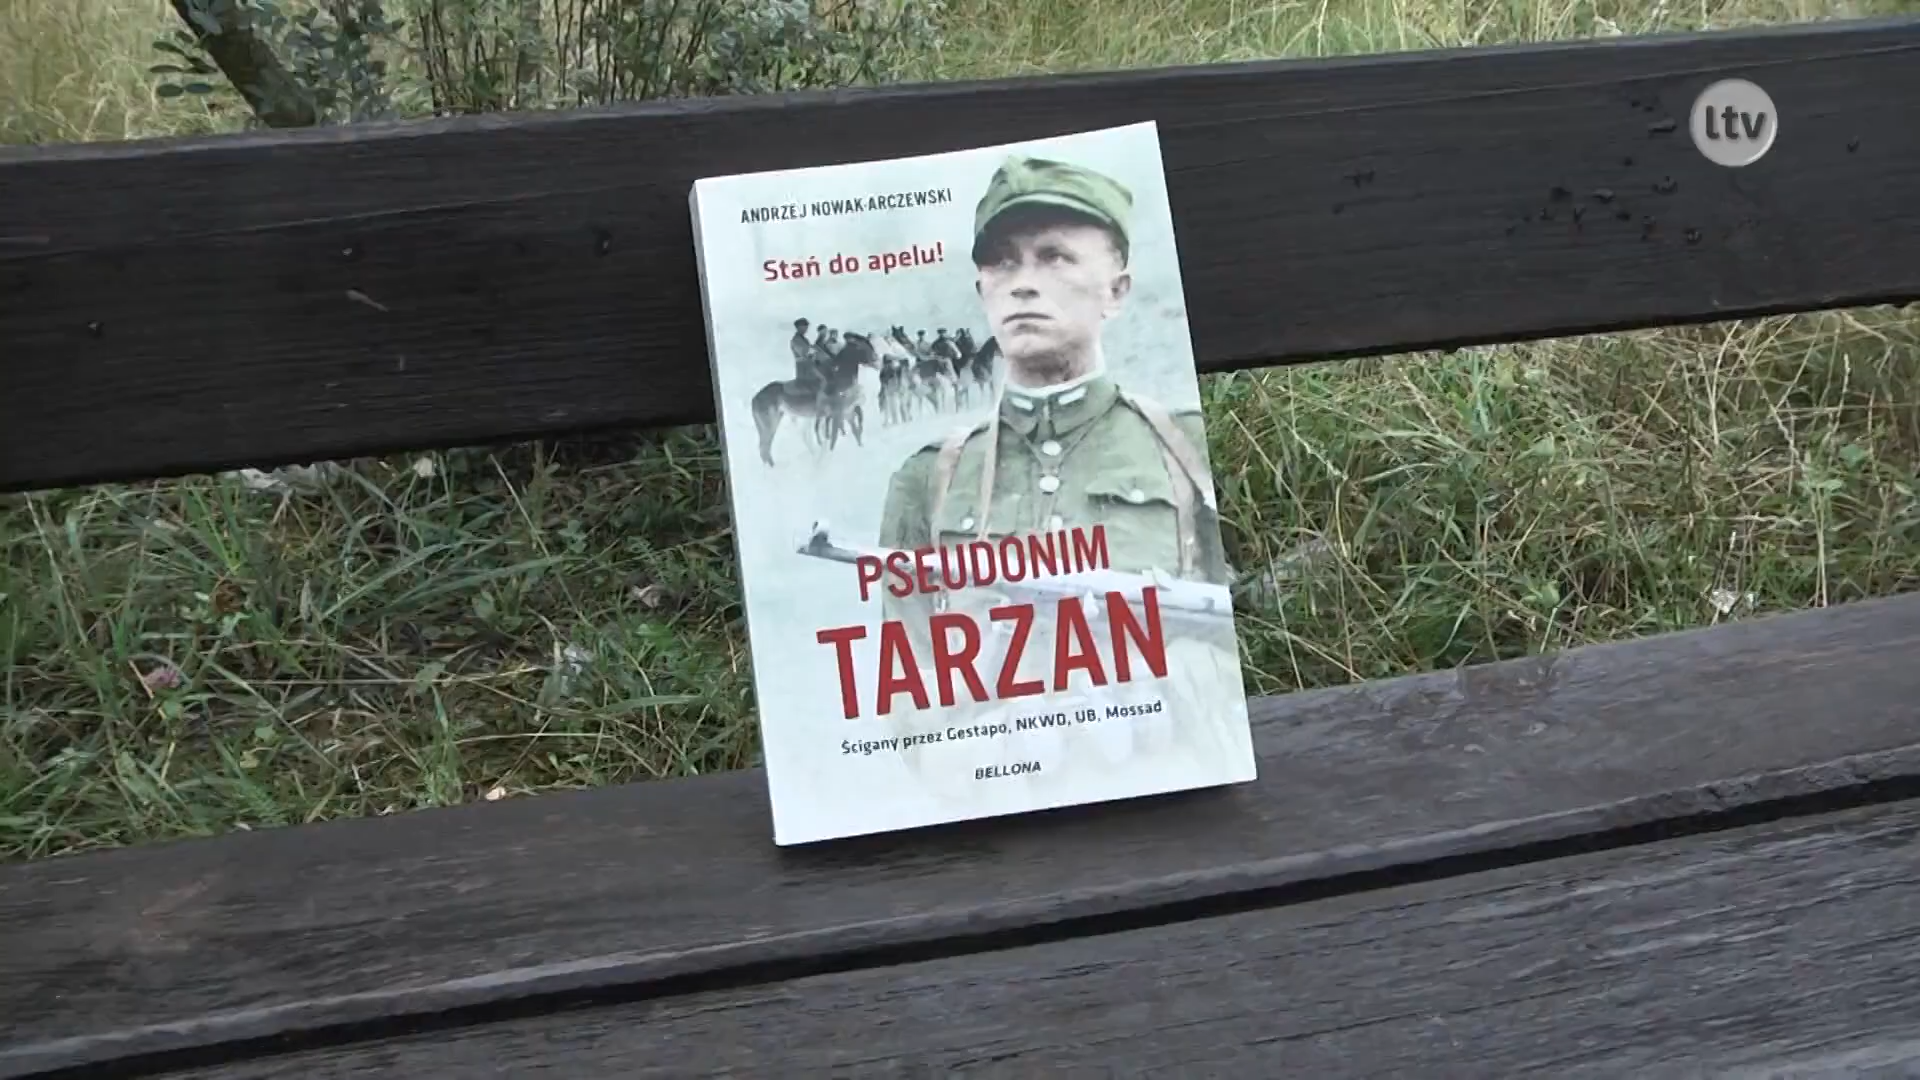 ltv
ANDRZEJ NOWAK-ARCZEWSKI
Stań do apelu!
PSEUDONIM
TARZAN
Ścigany przez Gestapo, NKWD, UB, Mossad
BELLONA